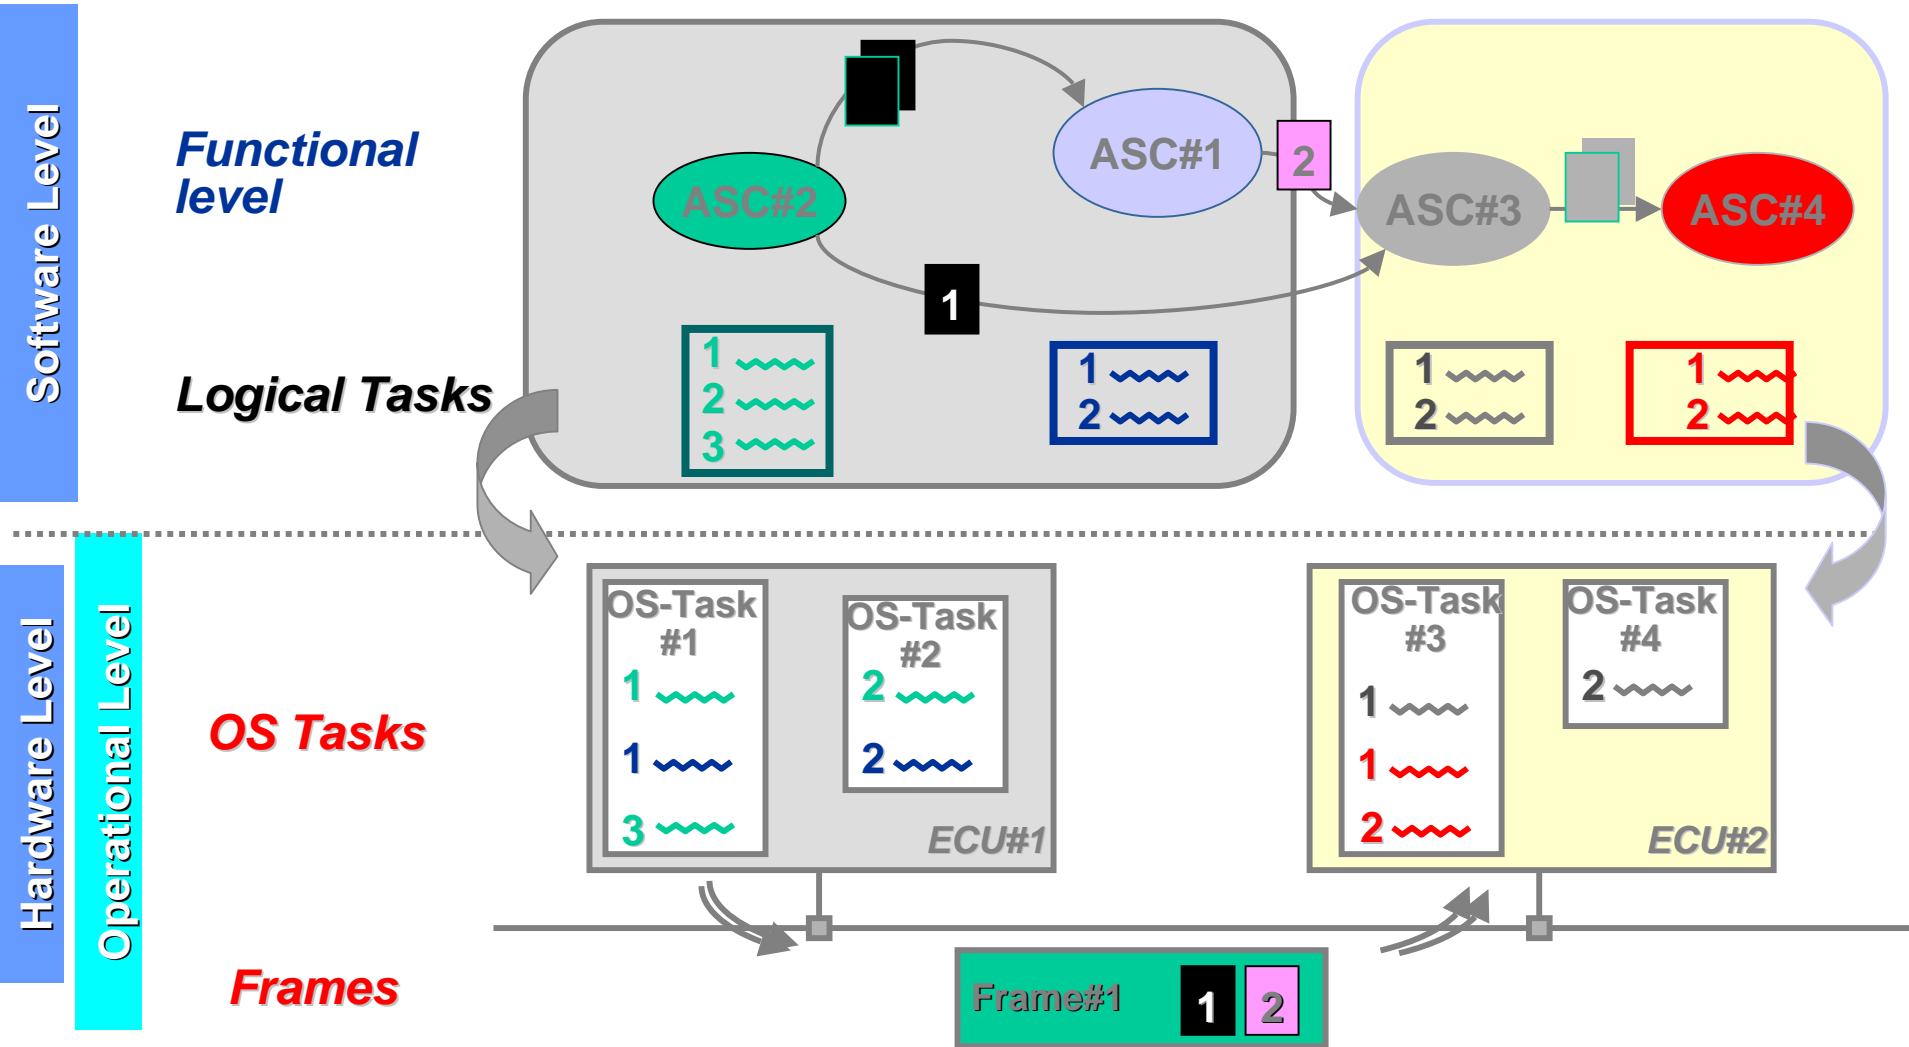 Software Level
Functional
level
ASC#2
ASC#1
2
ASC#3
ASC#4
1
Logical Tasks
1
2
3
1
2
1
2
1
2
Hardware Level
Operational Level
OS Tasks
OS-Task
#1
1
1
3
OS-Task
#2
2
2
ECU#1
OS-Task
#3
1
1
2
OS-Task
#4
2
ECU#2
Frames
Frame#1 1 2